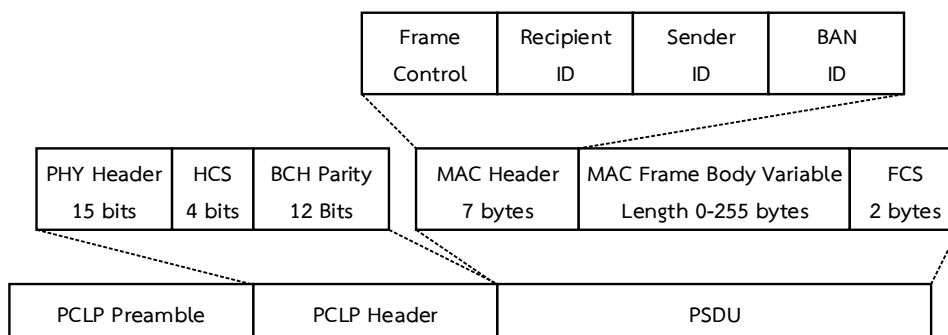 Frame Control
Recipient ID
Sender ID
BAN ID
PHY Header 15 bits
HCS 4 bits
BCH Parity 12 Bits
MAC Header 7 bytes
MAC Frame Body Variable Length 0-255 bytes
FCS 2 bytes
PCLP Preamble
PCLP Header
PSDU